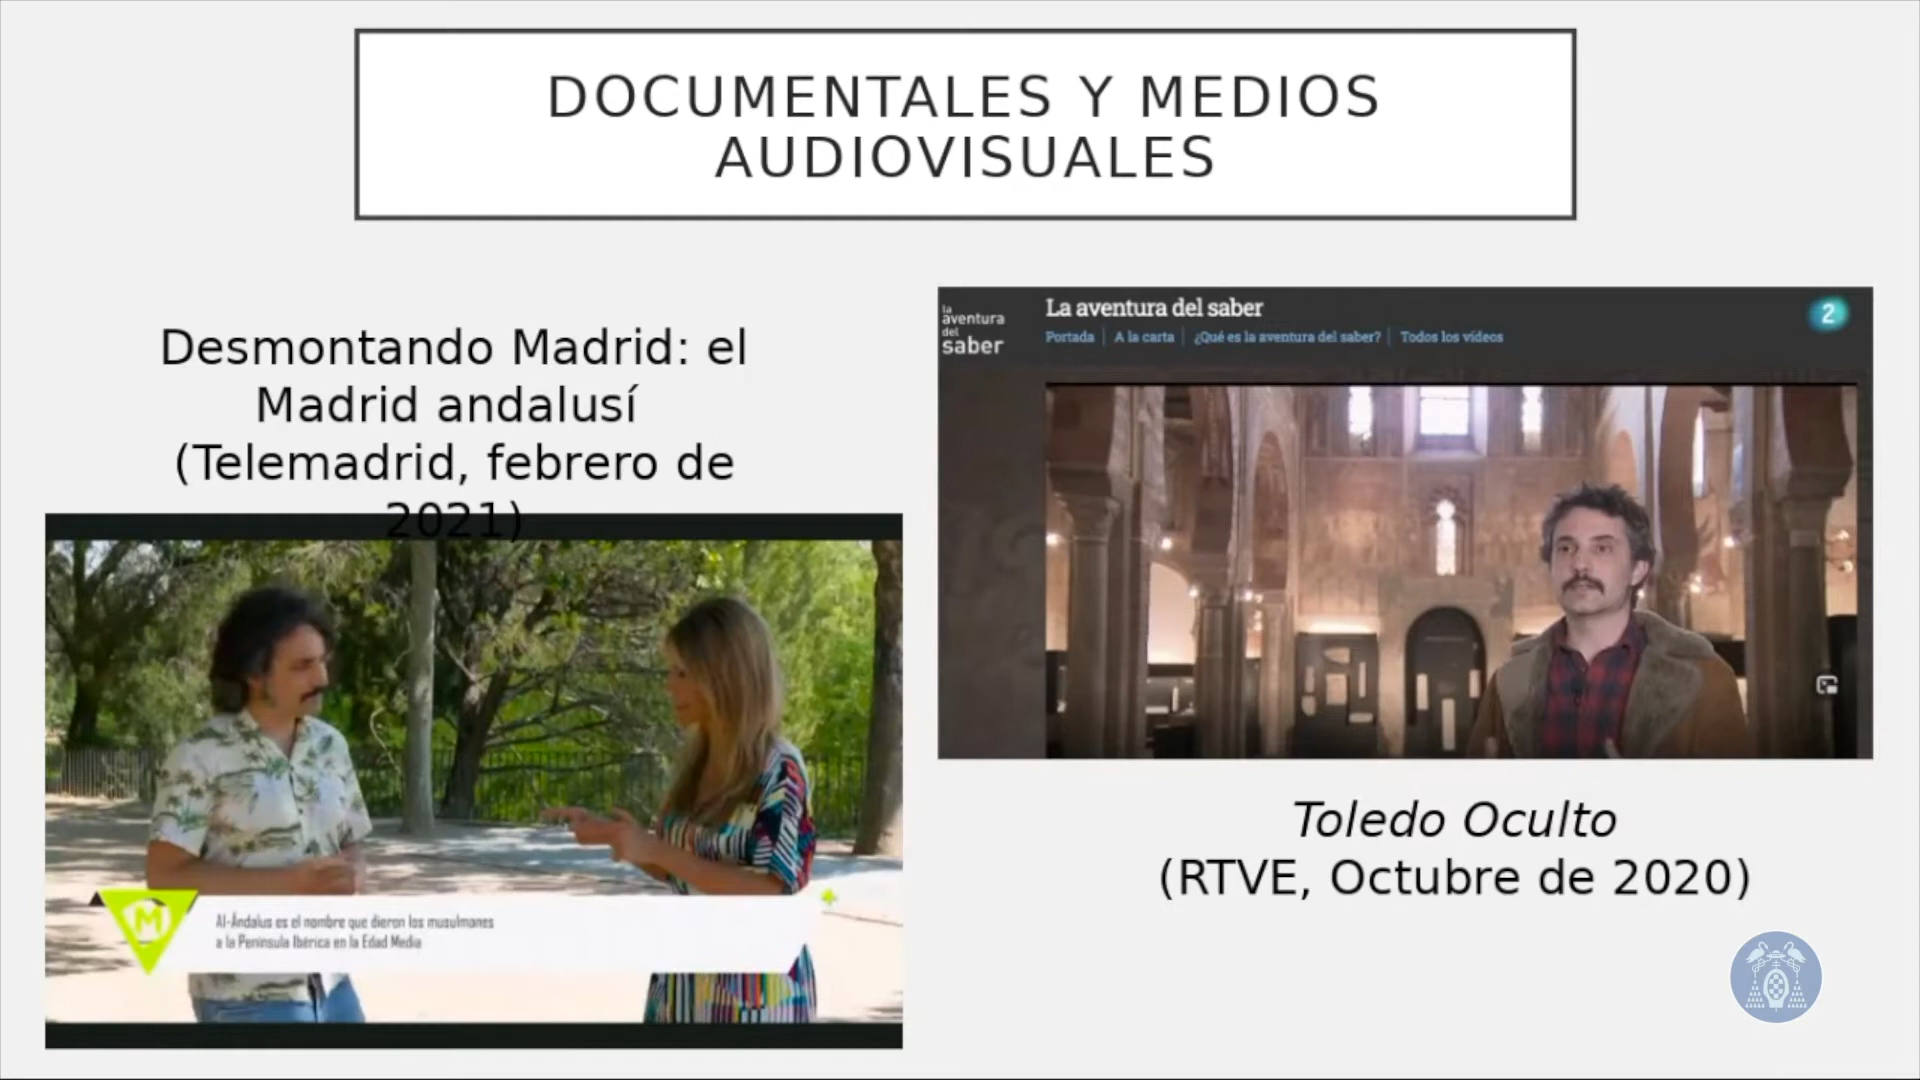 DOCUMENTALES Y MEDIOS
AUDIOVISUALES
Desmontando Madrid: el
Madrid andalusí
(Telemadrid, febrero de
2021)
M
Al-Ándalus es el nombre que dieron los musulmanes
a la Península Ibérica en la Edad Media
la
aventura
del
saber
La aventura del saber
2
Portada | A la carta | ¿Qué es la aventura del saber? | Todos los vídeos
Toledo Oculto
(RTVE, Octubre de 2020)